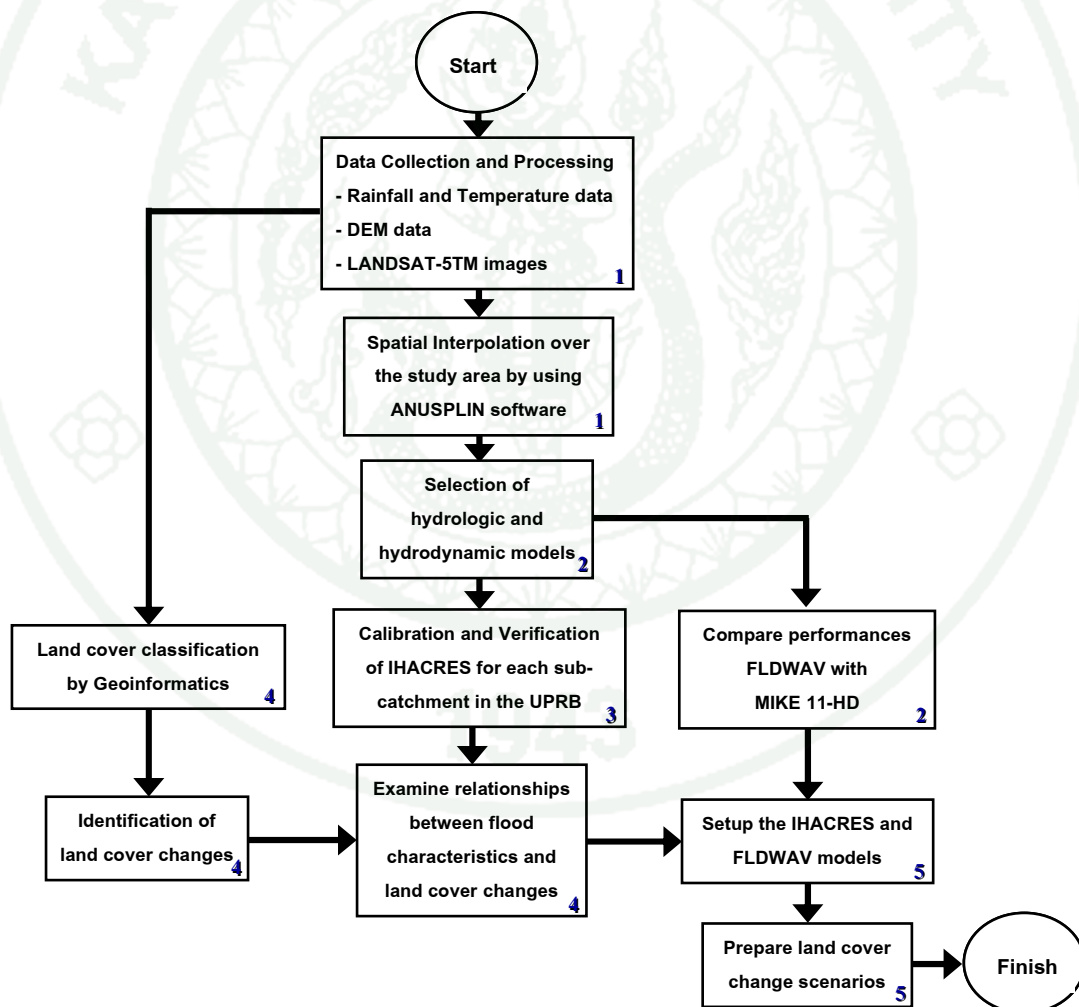 Start
Data Collection and Processing
- Rainfall and Temperature data
- DEM data
- LANDSAT-5TM images
1
Spatial Interpolation over
the study area by using
ANUSPLIN software
1
Selection of
hydrologic and
hydrodynamic models
2
Land cover classification
by Geoinformatics
4
Calibration and Verification
of IHACRES for each sub-
catchment in the UPRB
3
Compare performances
FLDWAV with
MIKE 11-HD
2
1943
Identification of
land cover changes
4
Examine relationships
between flood
characteristics and
land cover changes
4
Setup the IHACRES and
FLDWAV models
5
Prepare land cover
change scenarios
5
Finish